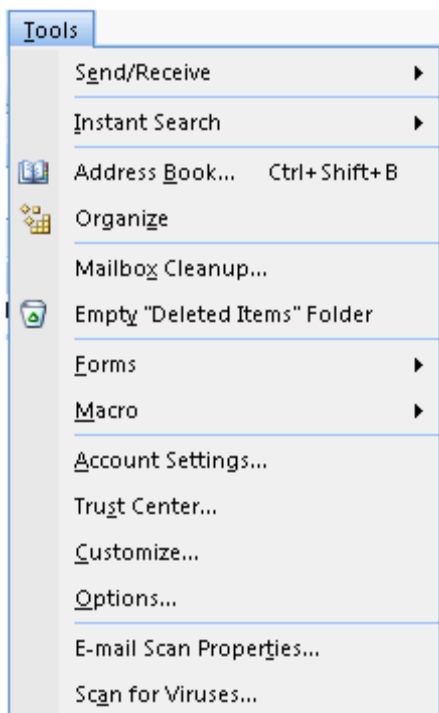 Tools
Send/Receive
Instant Search
Address Book... Ctrl+Shift+B
Organize
Mailbox Cleanup...
Empty "Deleted Items" Folder
Forms
Macro
Account Settings...
Trust Center...
Customize...
Options...
E-mail Scan Properties...
Scan for Viruses...